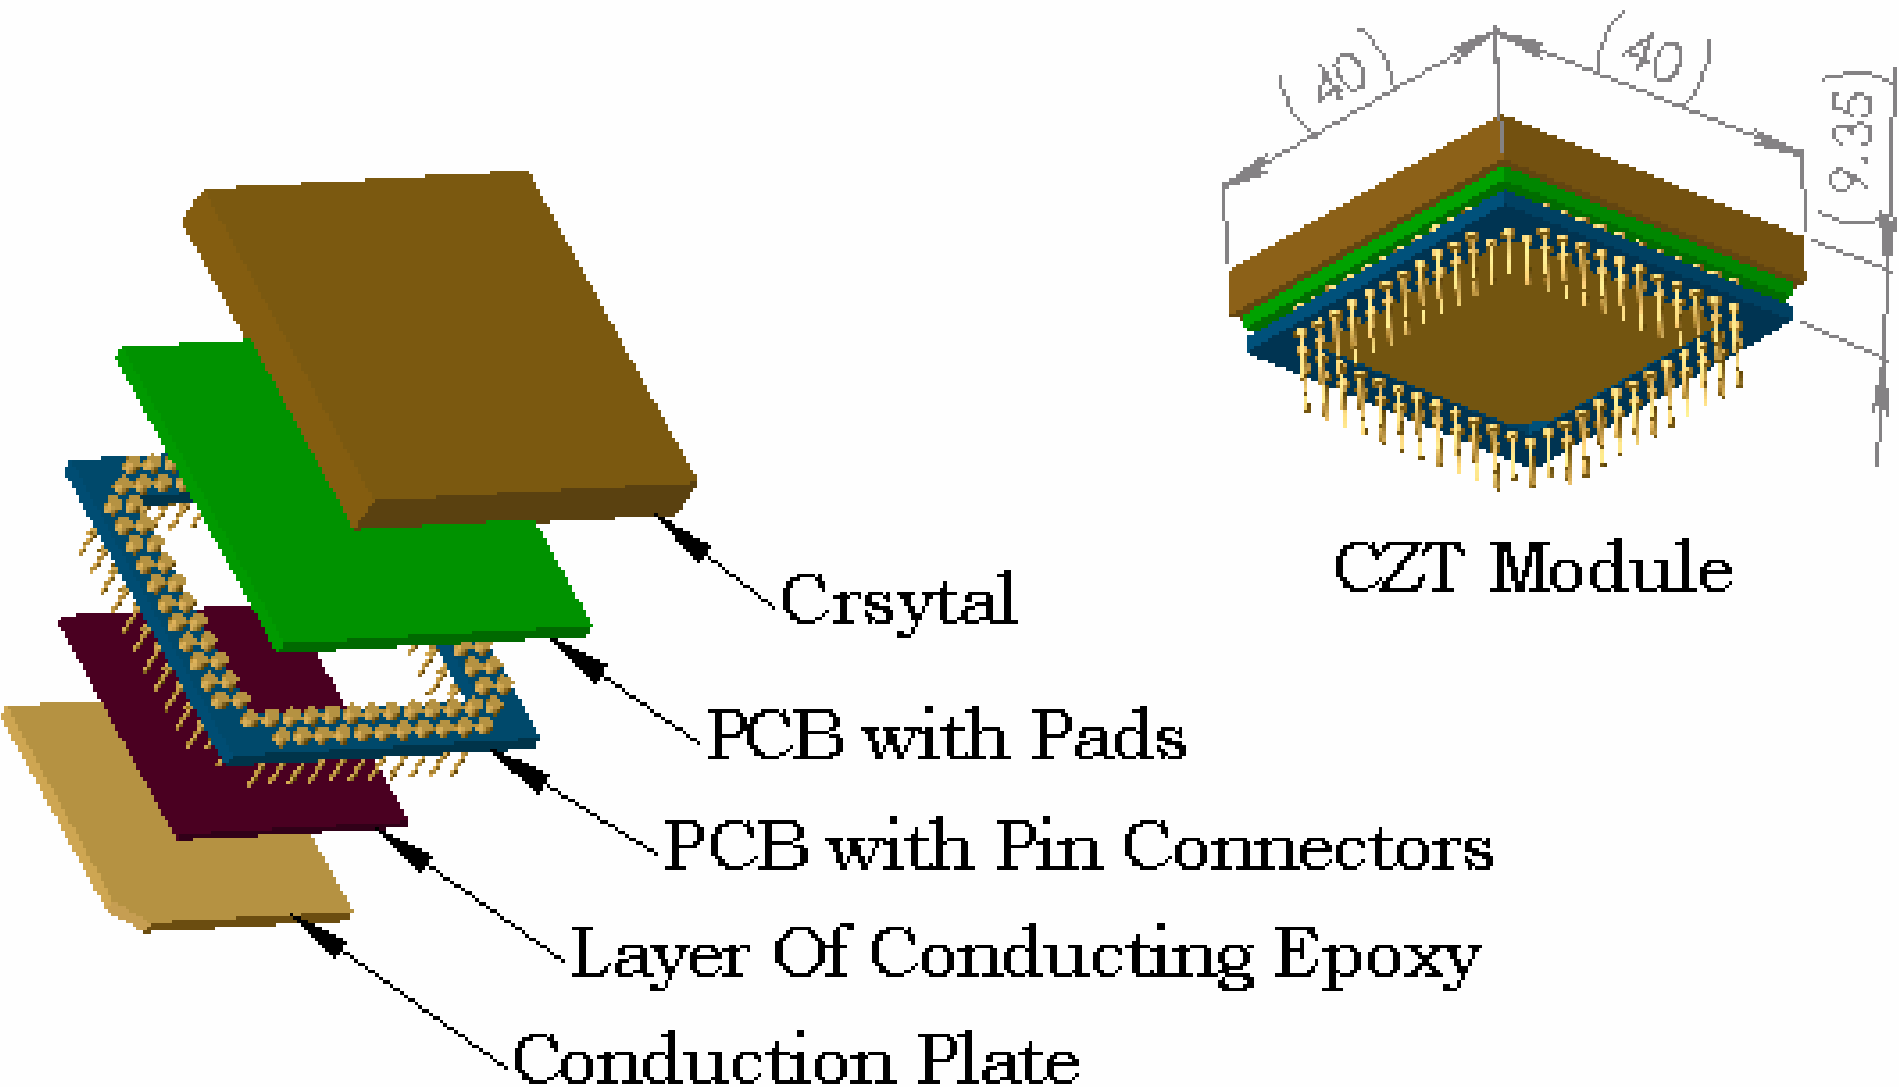 (40)
(40)
(9.35)
CZT Module
Crsytal
PCB with Pads
PCB with Pin Connectors
Layer Of Conducting Epoxy
Conduction Plate